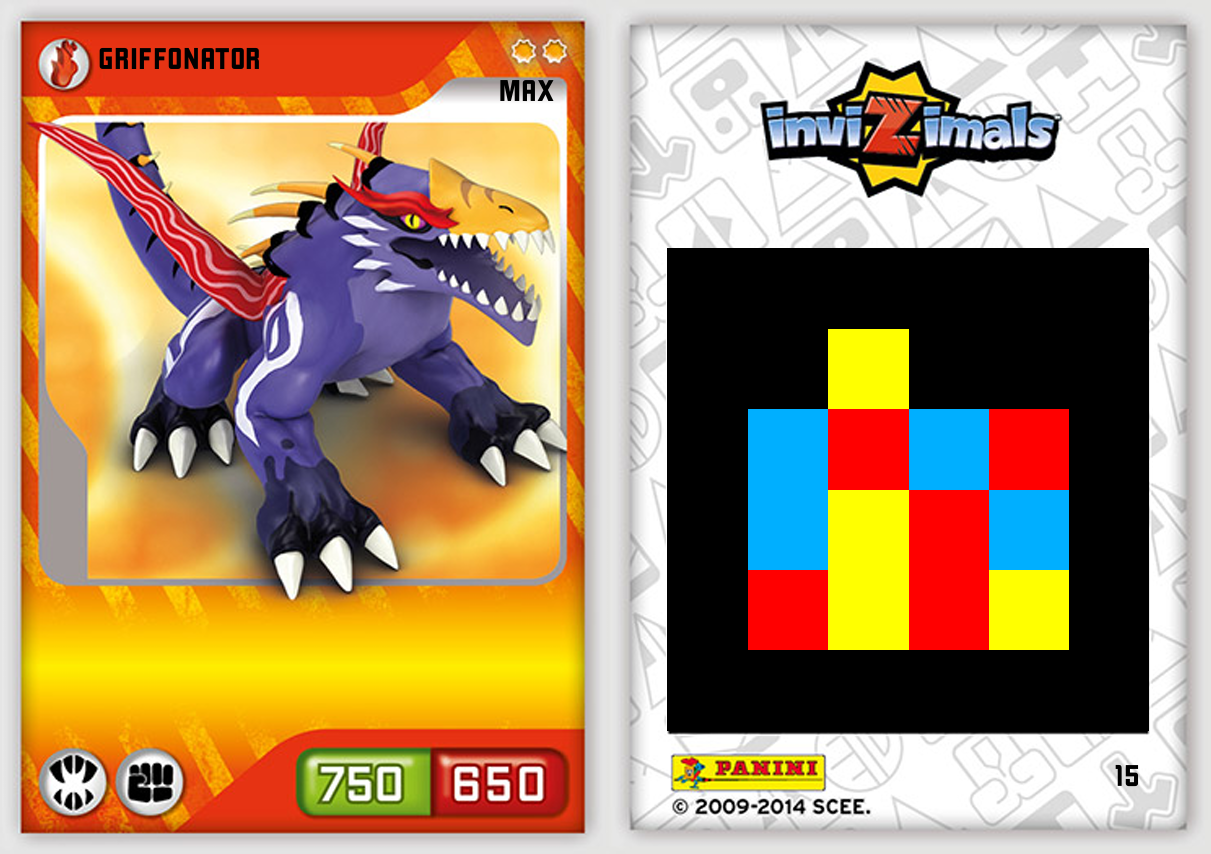 GRIFFONATOR
MAX
750 650
inviZimals
PANINI
15
© 2009-2014 SCEE.